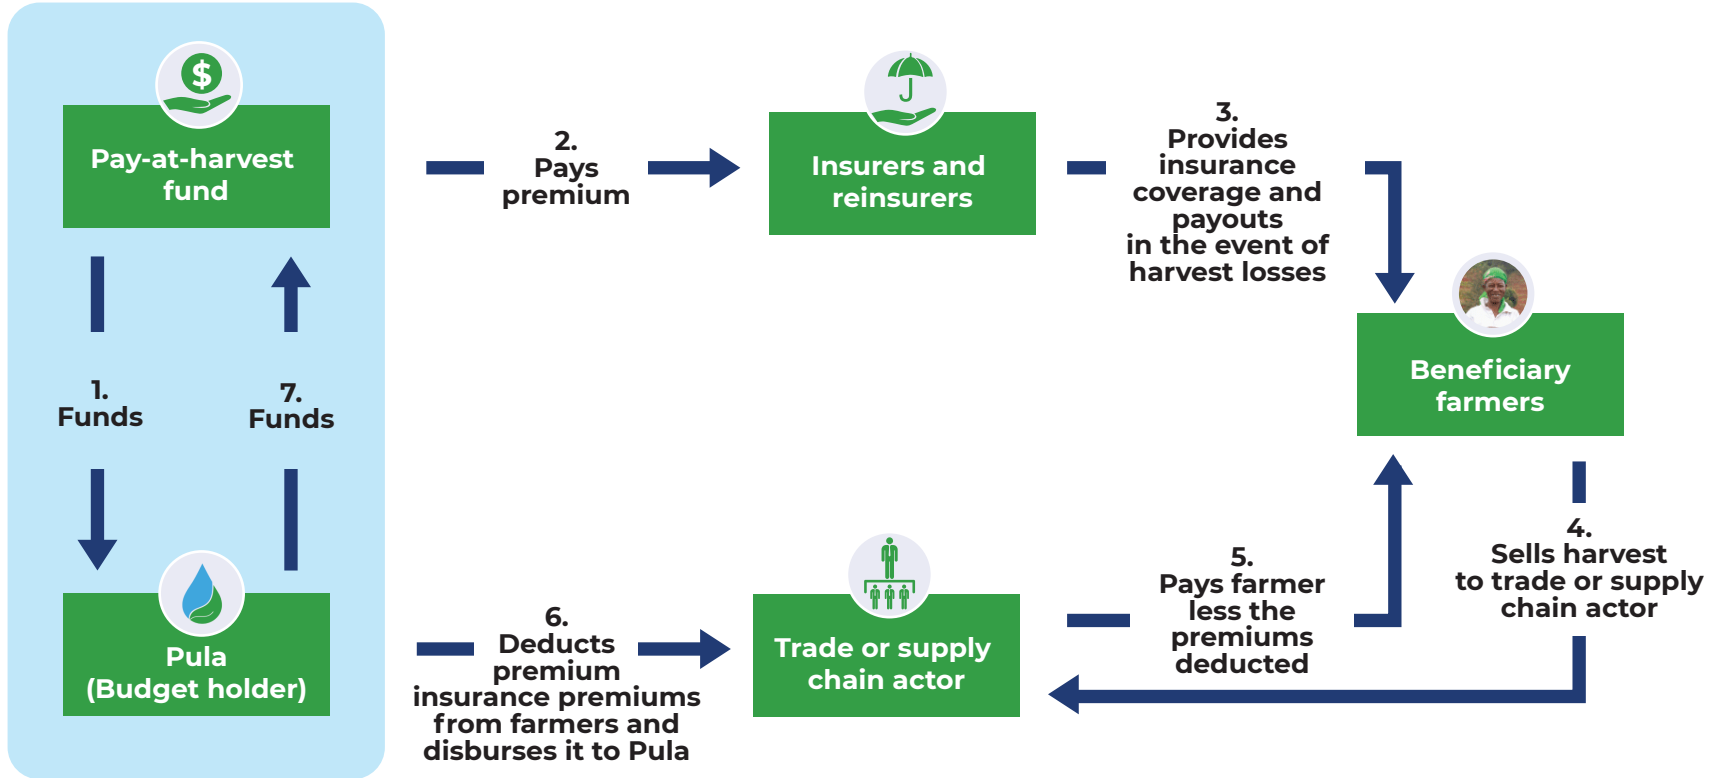 $
Pay-at-harvest
fund
2.
Pays
premium
Insurers and
reinsurers
3.
Provides
insurance
coverage and
payouts
in the event of
harvest losses
Beneficiary
farmers
1.
Funds
7.
Funds
4.
Sells harvest
to trade or supply
chain actor
5.
Pays farmer
less the
premiums
deducted
Trade or supply
chain actor
6.
Deducts
premium
insurance premiums
from farmers and
disburses it to Pula
Pula
(Budget holder)